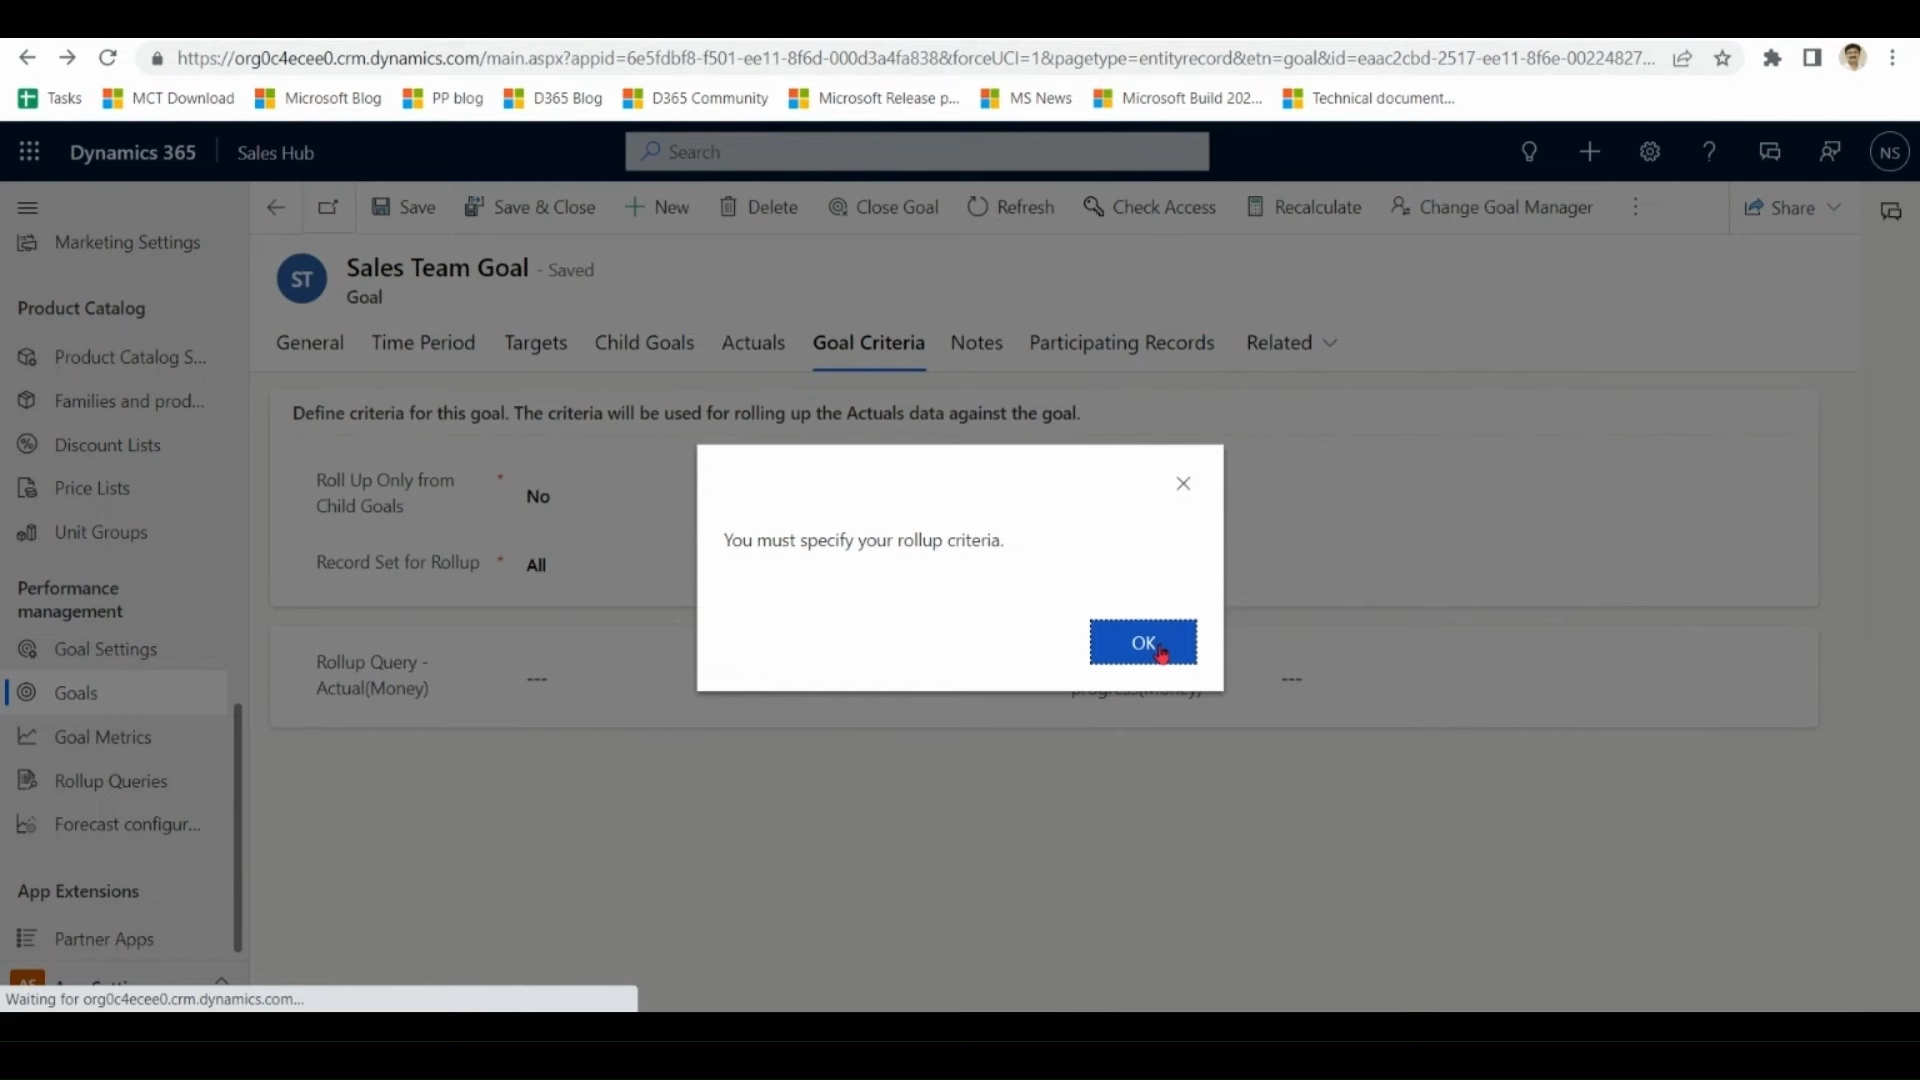 https://org0c4ecee0.crm.dynamics.com/main.aspx?appid=6e5fdbf8-f501-ee11-8f6d-000d3a4fa838&forceUCI=1&pagetype=entityrecord&etn=goal&id=eaac2cbd-2517-ee11-8f6e-00224827...
Tasks MCT Download Microsoft Blog PP blog D365 Blog D365 Community Microsoft Release p... MS News Microsoft Build 202... Technical document...
Dynamics 365 Sales Hub Search NS
Save Save & Close New Delete Close Goal Refresh Check Access Recalculate Change Goal Manager Share
Marketing Settings
Product Catalog
Product Catalog S...
Families and prod...
Discount Lists
Price Lists
Unit Groups
Performance
management
Goal Settings
Goals
Goal Metrics
Rollup Queries
Forecast configur...
App Extensions
Partner Apps
ST
Sales Team Goal - Saved
Goal
General Time Period Targets Child Goals Actuals Goal Criteria Notes Participating Records Related
Define criteria for this goal. The criteria will be used for rolling up the Actuals data against the goal.
Roll Up Only from
Child Goals
* No
Record Set for Rollup * All
Rollup Query -
Actual(Money)
---
---
You must specify your rollup criteria.
OK
Waiting for org0c4ecee0.crm.dynamics.com...